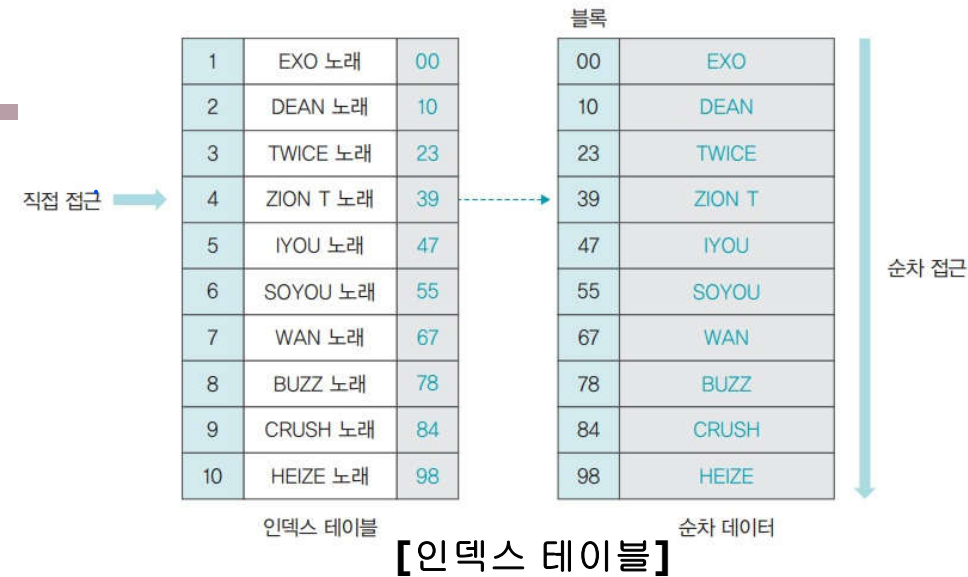 블록
1 EXO 노래 00 00 EXO
2 DEAN 노래 10 10 DEAN
3 TWICE 노래 23 23 TWICE
직접 접근 4 ZION T 노래 39 39 ZION T
5 IYOU 노래 47 47 IYOU
순차 접근
6 SOYOU 노래 55 55 SOYOU
7 WAN 노래 67 67 WAN
8 BUZZ 노래 78 78 BUZZ
9 CRUSH 노래 84 84 CRUSH
10 HEIZE 노래 98 98 HEIZE
인덱스 테이블 순차 데이터
[인덱스 테이블]